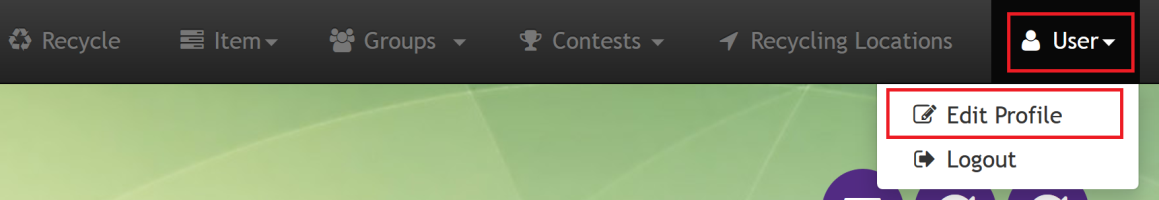 Recycle Item Groups Contests Recycling Locations User
Edit Profile
Logout